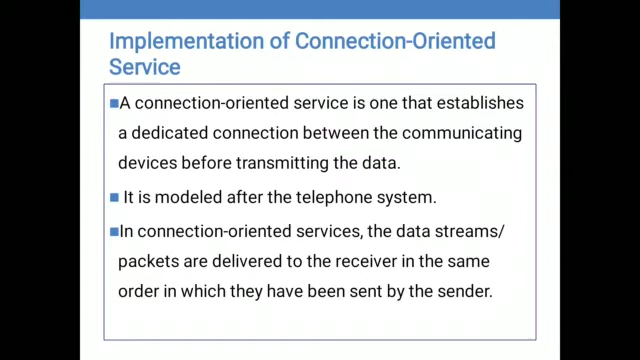 Implementation of Connection-Oriented
Service
A connection-oriented service is one that establishes
a dedicated connection between the communicating
devices before transmitting the data.
It is modeled after the telephone system.
In connection-oriented services, the data streams/
packets are delivered to the receiver in the same
order in which they have been sent by the sender.